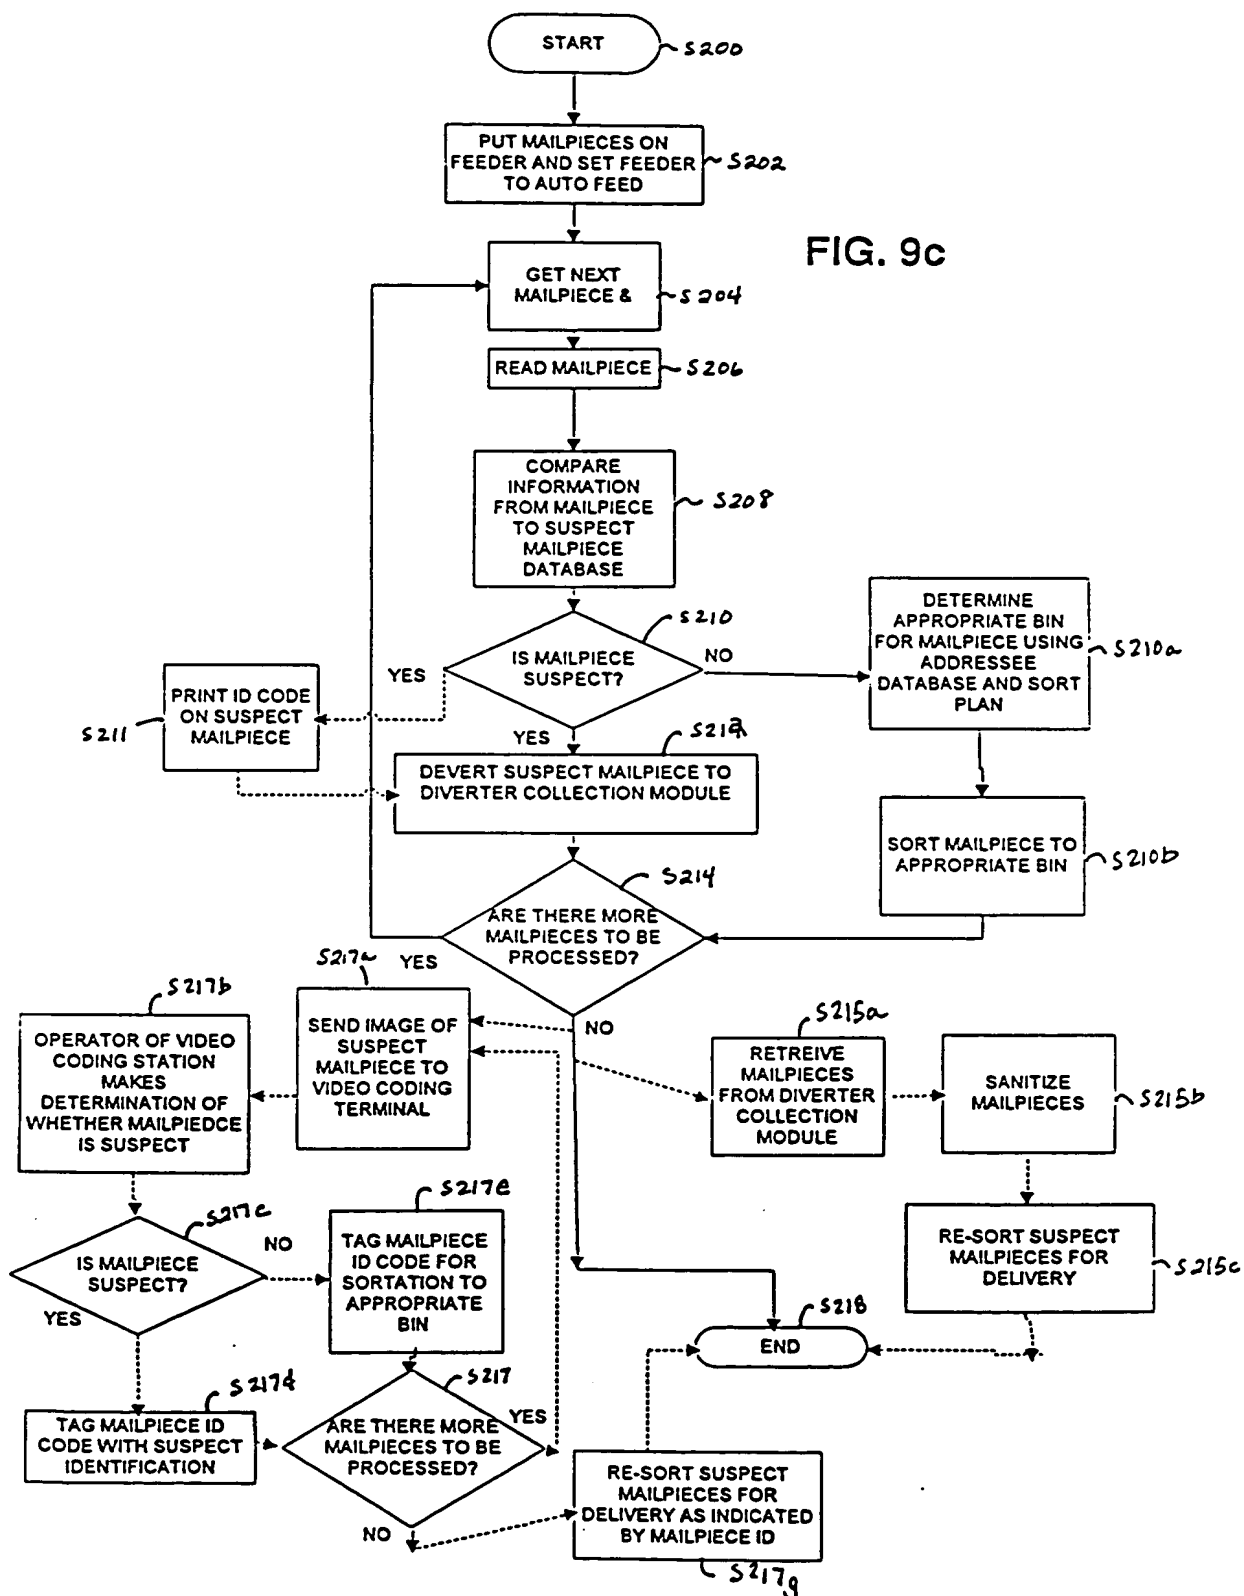 START
S200
PUT MAILPIECES ON
FEEDER AND SET FEEDER
TO AUTO FEED
S202
FIG. 9c
GET NEXT
MAILPIECE &
S204
READ MAILPIECE
S206
COMPARE
INFORMATION
FROM MAILPIECE
TO SUSPECT
MAILPIECE
DATABASE
S208
IS MAILPIECE
SUSPECT?
S210
YES
NO
YES
DETERMINE
APPROPRIATE BIN
FOR MAILPIECE USING
ADDRESSEE
DATABASE AND SORT
PLAN
S210a
PRINT ID CODE
ON SUSPECT
MAILPIECE
S211
DEVERT SUSPECT MAILPIECE TO
DIVERTER COLLECTION MODULE
S212
SORT MAILPIECE TO
APPROPRIATE BIN
S210b
ARE THERE MORE
MAILPIECES TO BE
PROCESSED?
S214
YES
NO
S217a
SEND IMAGE OF
SUSPECT
MAILPIECE TO
VIDEO CODING
TERMINAL
S217b
OPERATOR OF VIDEO
CODING STATION
MAKES
DETERMINATION OF
WHETHER MAILPIEDCE
IS SUSPECT
S215a
RETREIVE
MAILPIECES
FROM DIVERTER
COLLECTION
MODULE
SANITIZE
MAILPIECES
S215b
S217c
IS MAILPIECE
SUSPECT?
NO
YES
S217e
TAG MAILPIECE
ID CODE FOR
SORTATION TO
APPROPRIATE
BIN
RE-SORT SUSPECT
MAILPIECES FOR
DELIVERY
S215c
S218
END
S217d
TAG MAILPIECE ID
CODE WITH SUSPECT
IDENTIFICATION
S217
ARE THERE MORE
MAILPIECES TO BE
PROCESSED?
YES
NO
RE-SORT SUSPECT
MAILPIECES FOR
DELIVERY AS INDICATED
BY MAILPIECE ID
S217g